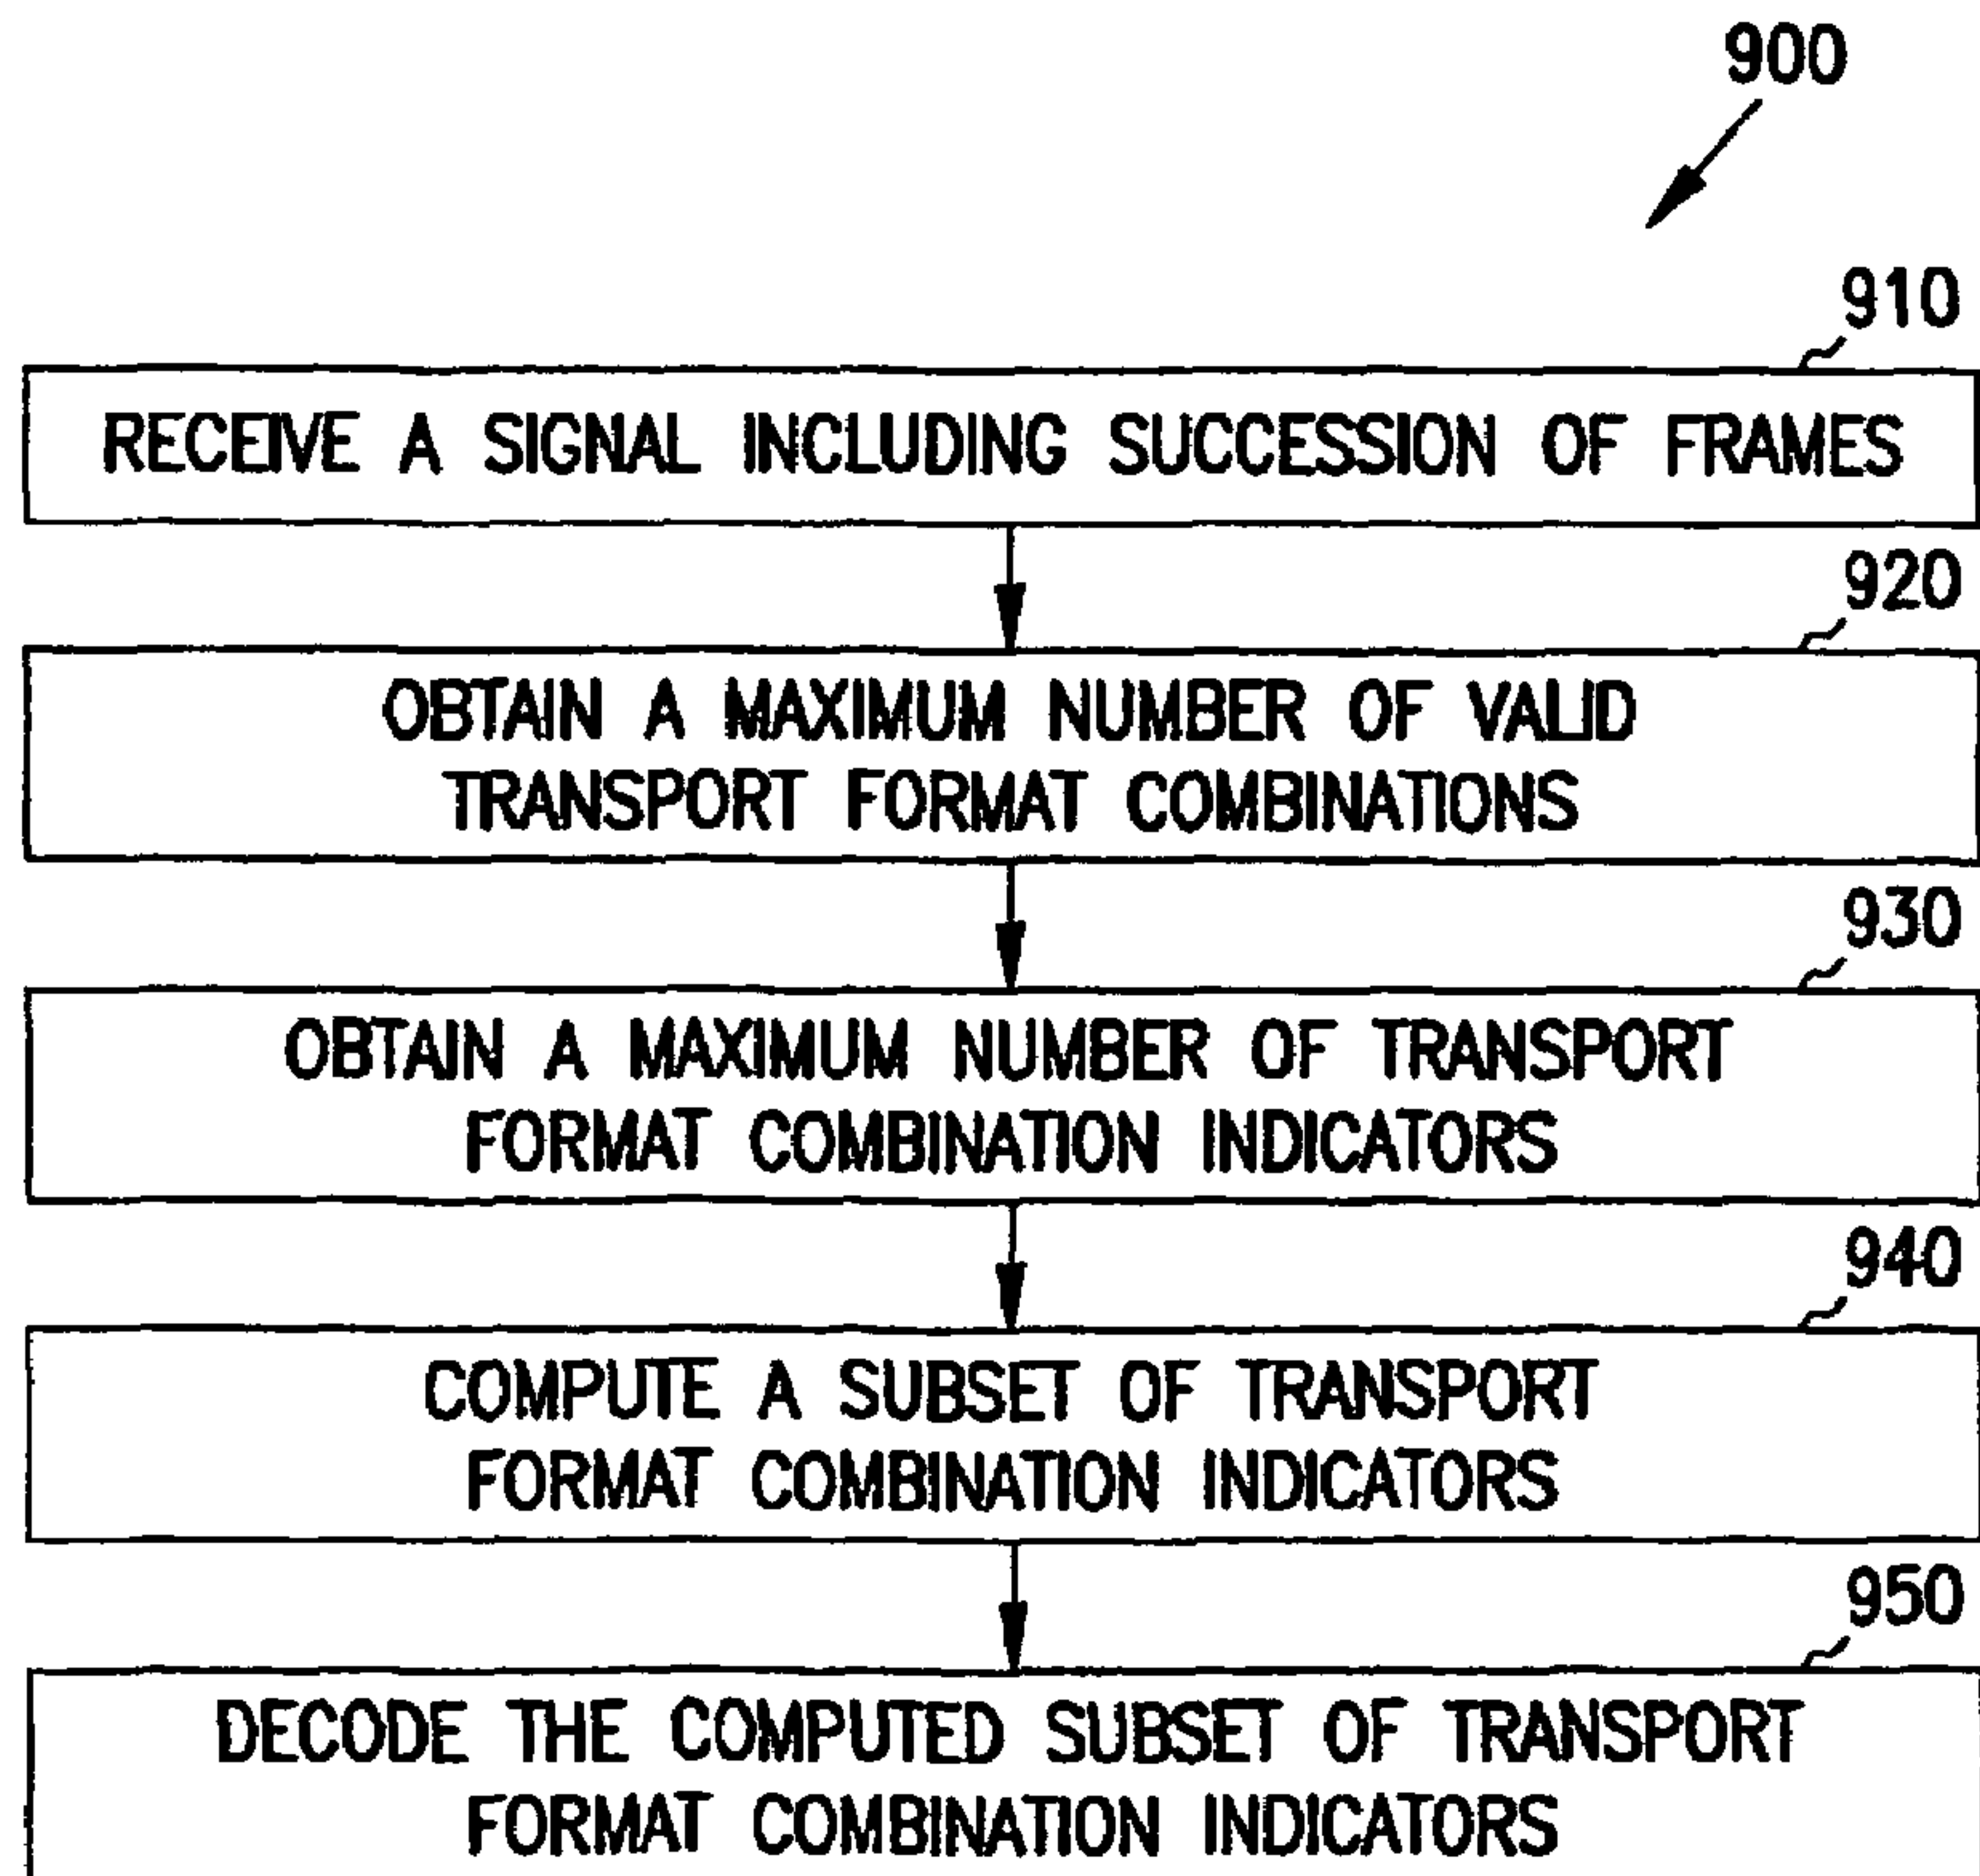 900
910
RECEIVE A SIGNAL INCLUDING SUCCESSION OF FRAMES
920
OBTAIN A MAXIMUM NUMBER OF VALID
TRANSPORT FORMAT COMBINATIONS
930
OBTAIN A MAXIMUM NUMBER OF TRANSPORT
FORMAT COMBINATION INDICATORS
940
COMPUTE A SUBSET OF TRANSPORT
FORMAT COMBINATION INDICATORS
950
DECODE THE COMPUTED SUBSET OF TRANSPORT
FORMAT COMBINATION INDICATORS